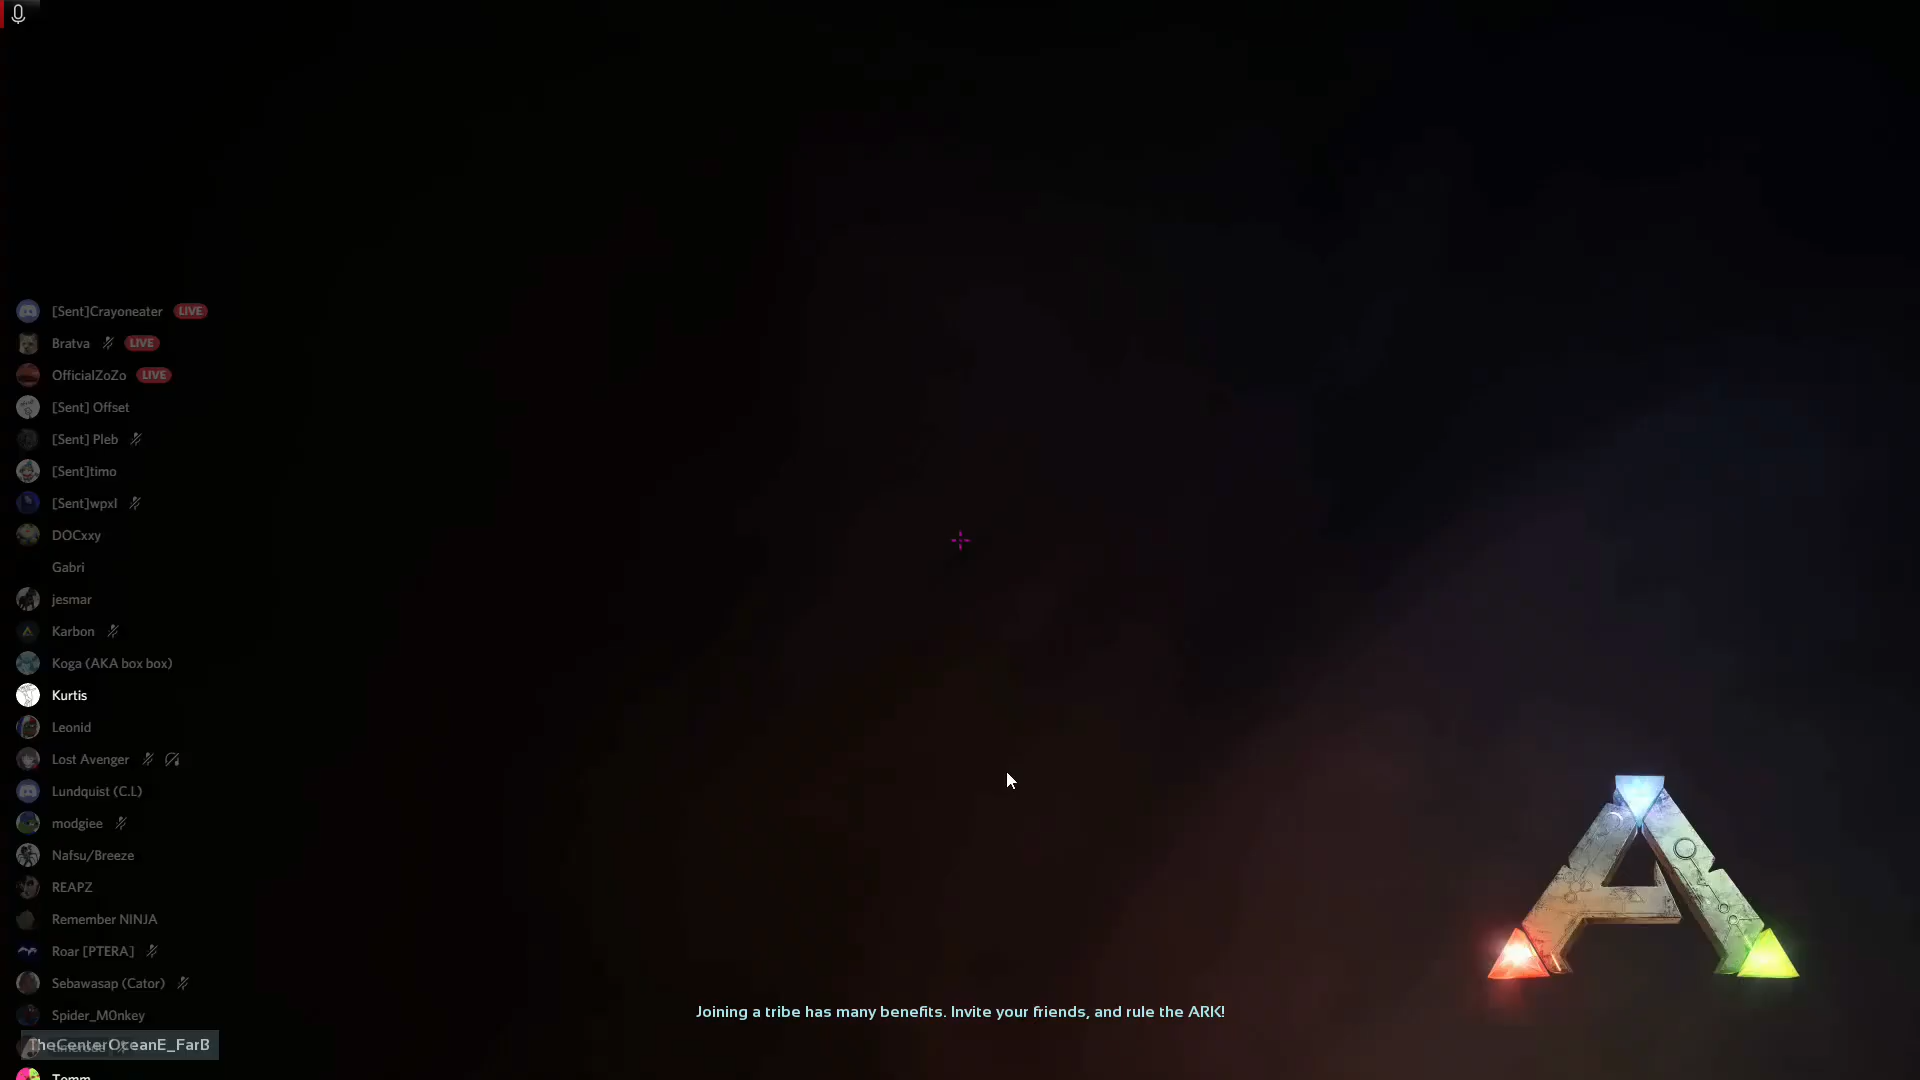 [Sent]Crayoneater LIVE
Bratva LIVE
OfficialZoZo LIVE
[Sent] Offset
[Sent] Pleb
[Sent]timo
[Sent]wpxl
DOCxxy
Gabri
jesmar
Karbon
Koga (AKA box box)
Kurtis
Leonid
Lost Avenger
Lundquist (C.L)
modgiee
Nafsu/Breeze
REAPZ
Remember NINJA
Roar [PTERA]
Sebawasap (Cator)
Joining a tribe has many benefits. Invite your friends, and rule the ARK!
Spider_M0nkey
TheCenterOceanE_FarB
Tomm